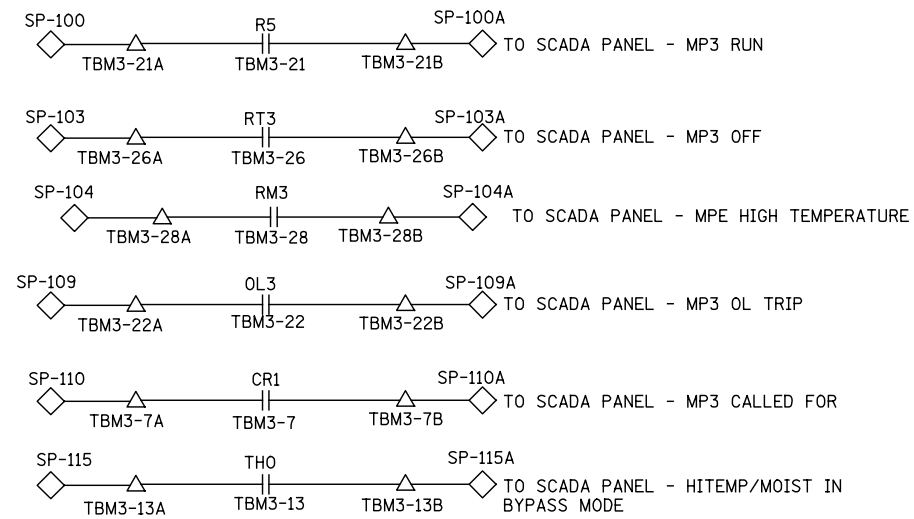 SP-100 R5 SP-100A
TO SCADA PANEL - MP3 RUN
TBM3-21A TBM3-21 TBM3-21B
SP-103 RT3 SP-103A
TO SCADA PANEL - MP3 OFF
TBM3-26A TBM3-26 TBM3-26B
SP-104 RM3 SP-104A
TO SCADA PANEL - MPE HIGH TEMPERATURE
TBM3-28A TBM3-28 TBM3-28B
SP-109 OL3 SP-109A
TO SCADA PANEL - MP3 OL TRIP
TBM3-22A TBM3-22 TBM3-22B
SP-110 CR1 SP-110A
TO SCADA PANEL - MP3 CALLED FOR
TBM3-7A TBM3-7 TBM3-7B
SP-115 THO SP-115A
TO SCADA PANEL - HITEMP/MOIST IN
BYPASS MODE
TBM3-13A TBM3-13 TBM3-13B